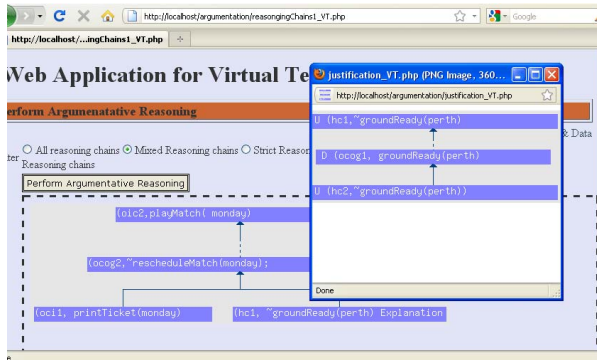 http://localhost/argumentation/reasongingChains1_VT.php
Google
http://localhost/...ingChains1_VT.php
Web Application for Virtual Te
erform Argumenatative Reasoning
& Data
ter
All reasoning chains Mixed Reasoning chains Strict Reason
Reasoning chains
Perform Argumentative Reasoning
(oic2,playMatch( monday)
(ocog2,~rescheduleMatch(monday);
(oci1, printTicket(monday)
(hc1, ~groundReady(perth) Explanation
justification_VT.php (PNG Image, 360...
http://localhost/argumentation/justification_VT.php
U (hc1,~groundReady(perth)
D (ocog1, groundReady(perth)
U (hc2,~groundReady(perth))
Done